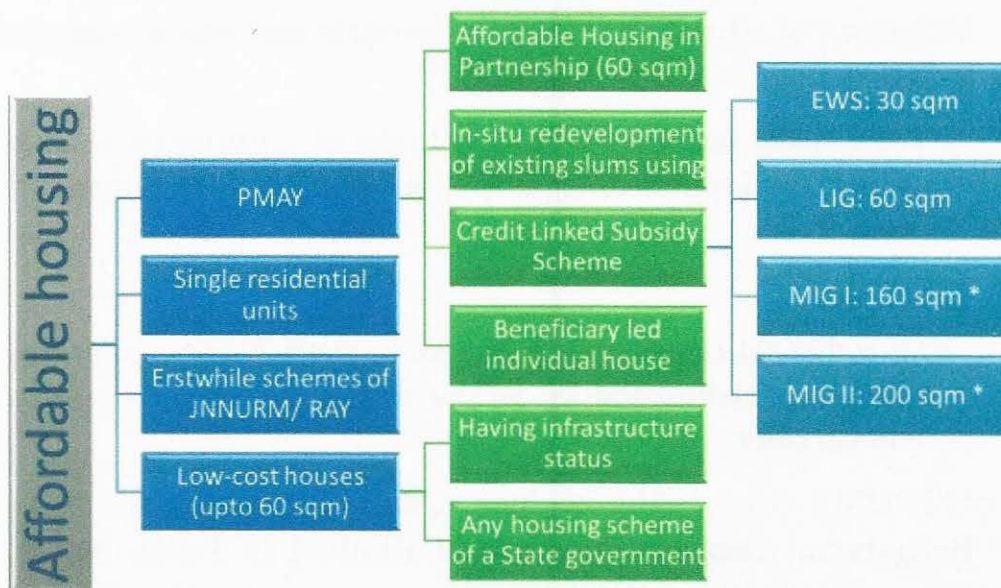 Affordable housing
PMAY
Single residential
units
Erstwhile schemes of
JNNURM/ RAY
Low-cost houses
(upto 60 sqm)
Affordable Housing in
Partnership (60 sqm)
In-situ redevelopment
of existing slums using
Credit Linked Subsidy
Scheme
Beneficiary led
individual house
Having infrastructure
status
Any housing scheme
of a State government
EWS: 30 sqm
LIG: 60 sqm
MIG I: 160 sqm *
MIG II: 200 sqm *